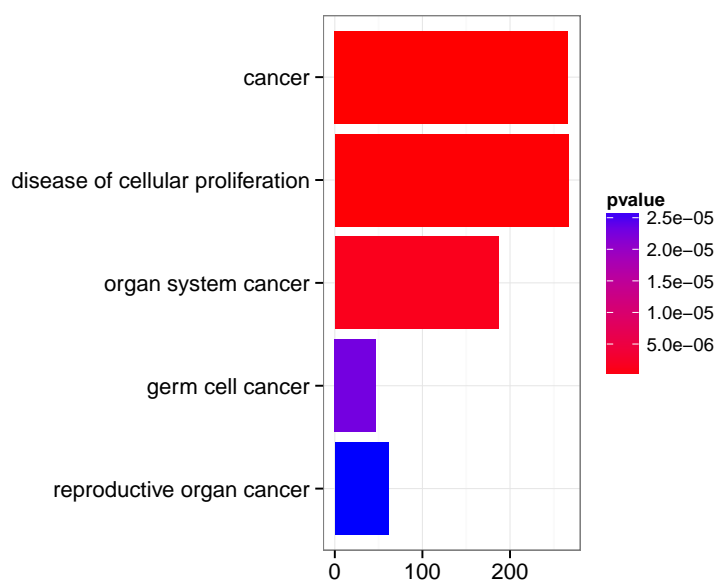 cancer
disease of cellular proliferation
organ system cancer
germ cell cancer
reproductive organ cancer
0 100 200
pvalue
2.5e−05
2.0e−05
1.5e−05
1.0e−05
5.0e−06